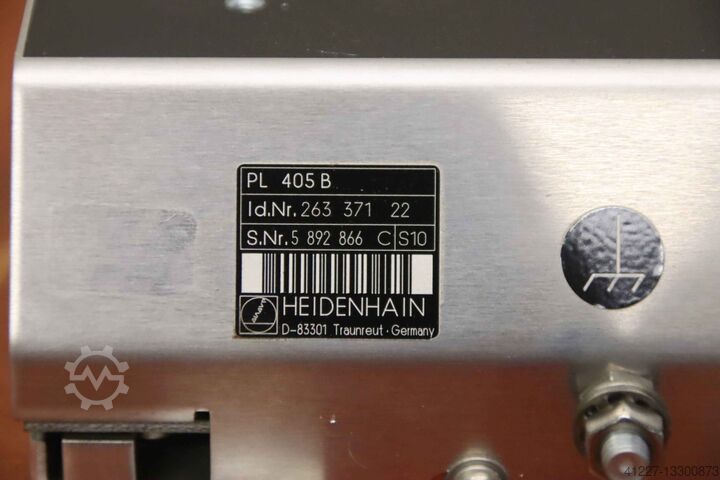 PL 405 B
Id.Nr. 263 371 22
S.Nr. 5 892 866 C S10
HEIDENHAIN
D-83301 Traunreut · Germany
41227-13300873